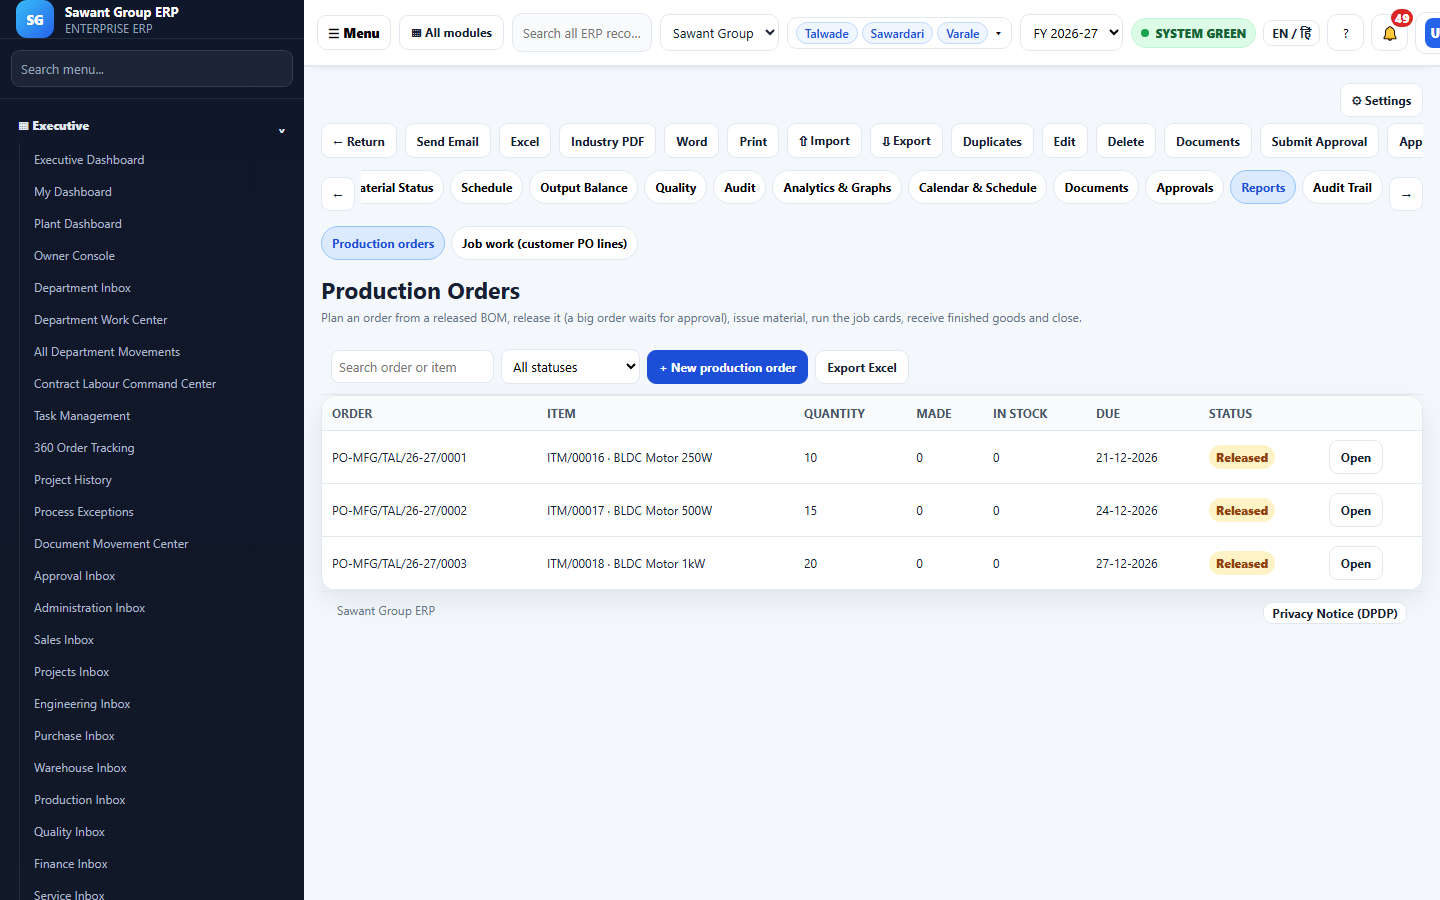 SG
Sawant Group ERP
ENTERPRISE ERP
Search menu...
Executive
Executive Dashboard
My Dashboard
Plant Dashboard
Owner Console
Department Inbox
Department Work Center
All Department Movements
Contract Labour Command Center
Task Management
360 Order Tracking
Project History
Process Exceptions
Document Movement Center
Approval Inbox
Administration Inbox
Sales Inbox
Projects Inbox
Engineering Inbox
Purchase Inbox
Warehouse Inbox
Production Inbox
Quality Inbox
Finance Inbox
Service Inbox
☰ Menu All modules Search all ERP reco... Sawant Group Talwade Sawardari Varale FY 2026-27 SYSTEM GREEN EN / हिं ? 49 U
⚙ Settings
← Return Send Email Excel Industry PDF Word Print ⇧ Import ⇩ Export Duplicates Edit Delete Documents Submit Approval App
← aterial Status Schedule Output Balance Quality Audit Analytics & Graphs Calendar & Schedule Documents Approvals Reports Audit Trail →
Production orders Job work (customer PO lines)
Production Orders
Plan an order from a released BOM, release it (a big order waits for approval), issue material, run the job cards, receive finished goods and close.
Search order or item All statuses + New production order Export Excel
ORDER ITEM QUANTITY MADE IN STOCK DUE STATUS
PO-MFG/TAL/26-27/0001 ITM/00016 · BLDC Motor 250W 10 0 0 21-12-2026 Released Open
PO-MFG/TAL/26-27/0002 ITM/00017 · BLDC Motor 500W 15 0 0 24-12-2026 Released Open
PO-MFG/TAL/26-27/0003 ITM/00018 · BLDC Motor 1kW 20 0 0 27-12-2026 Released Open
Sawant Group ERP Privacy Notice (DPDP)